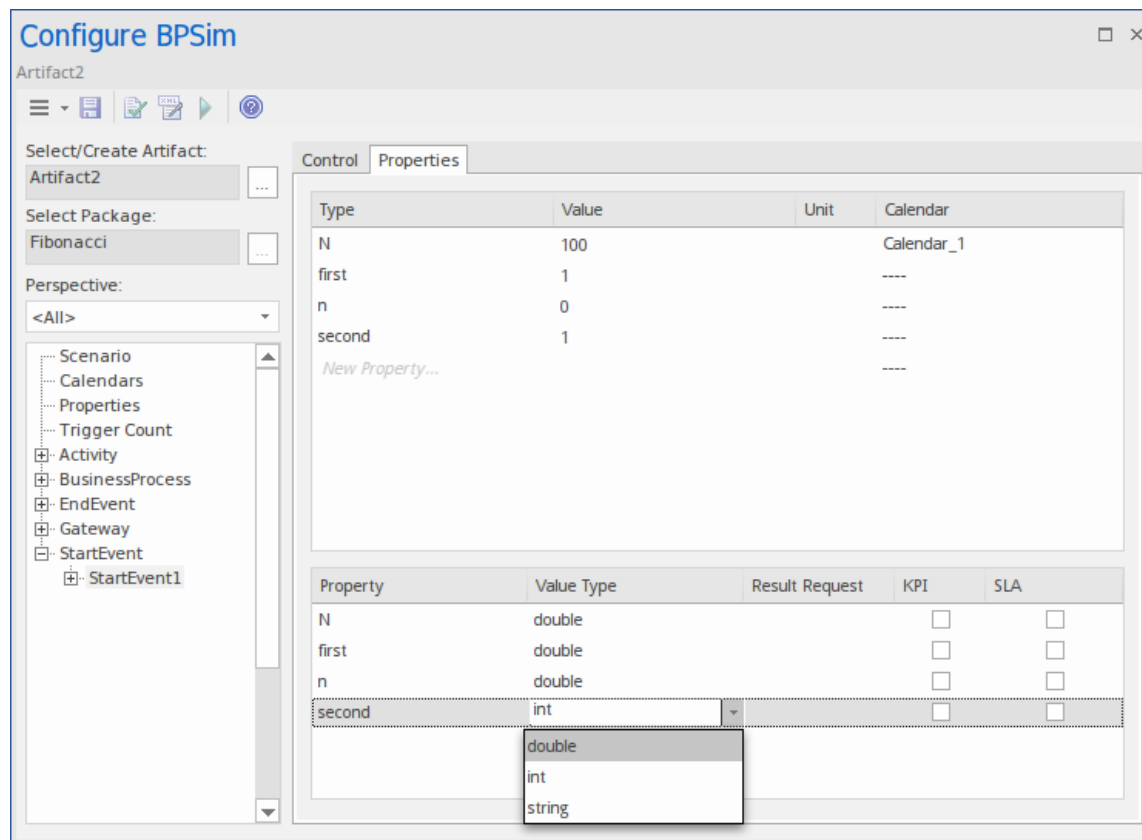 Configure BPSim
Artifact2
Select/Create Artifact:
Artifact2
...
Select Package:
Fibonacci
...
Perspective:
<All>
Scenario
Calendars
Properties
Trigger Count
Activity
BusinessProcess
EndEvent
Gateway
StartEvent
StartEvent1
Control Properties
Type Value Unit Calendar
N 100 Calendar_1
first 1 ----
n 0 ----
second 1 ----
New Property... ----
Property Value Type Result Request KPI SLA
N double
first double
n double
second int
double
int
string